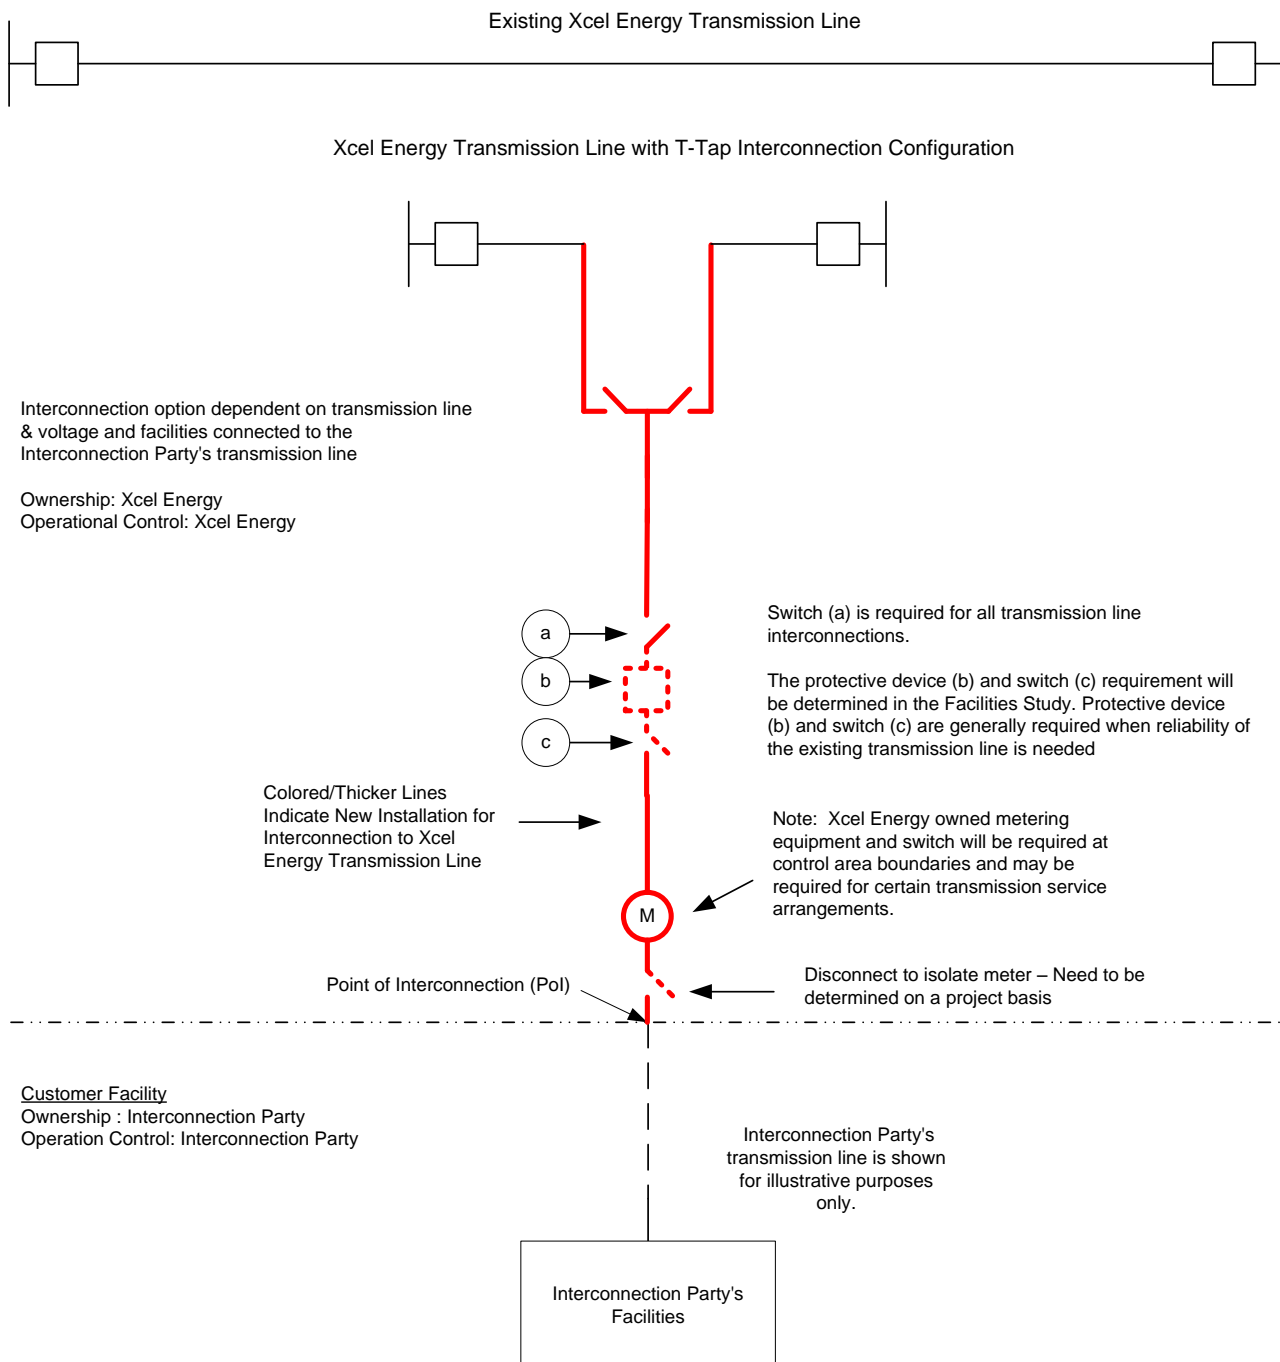 Existing Xcel Energy Transmission Line
Xcel Energy Transmission Line with T-Tap Interconnection Configuration
Interconnection option dependent on transmission line
& voltage and facilities connected to the
Interconnection Party's transmission line
Ownership: Xcel Energy
Operational Control: Xcel Energy
a
b
c
Switch (a) is required for all transmission line
interconnections.
The protective device (b) and switch (c) requirement will
be determined in the Facilities Study. Protective device
(b) and switch (c) are generally required when reliability of
the existing transmission line is needed
Colored/Thicker Lines
Indicate New Installation for
Interconnection to Xcel
Energy Transmission Line
Note:  Xcel Energy owned metering
equipment and switch will be required at
control area boundaries and may be
required for certain transmission service
arrangements.
M
Point of Interconnection (PoI)
Disconnect to isolate meter – Need to be
determined on a project basis
Customer Facility
Ownership : Interconnection Party
Operation Control: Interconnection Party
Interconnection Party's
transmission line is shown
for illustrative purposes
only.
Interconnection Party's
Facilities